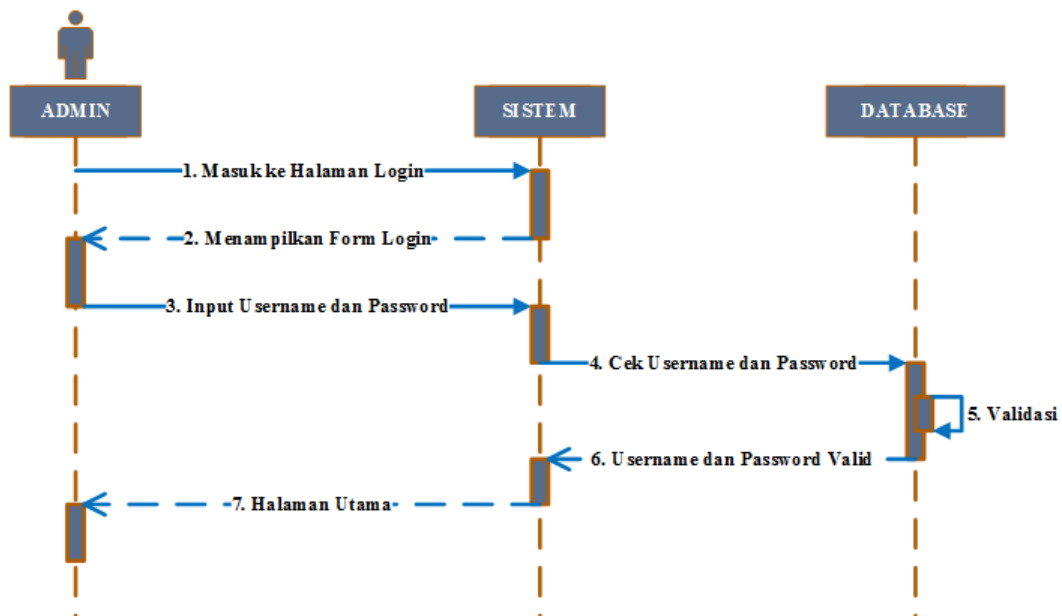 ADMIN
SISTEM
DATABASE
1. Masuk ke Halaman Login
2. Menampilkan Form Login
3. Input Username dan Password
4. Cek Username dan Password
5. Validasi
6. Username dan Password Valid
7. Halaman Utama